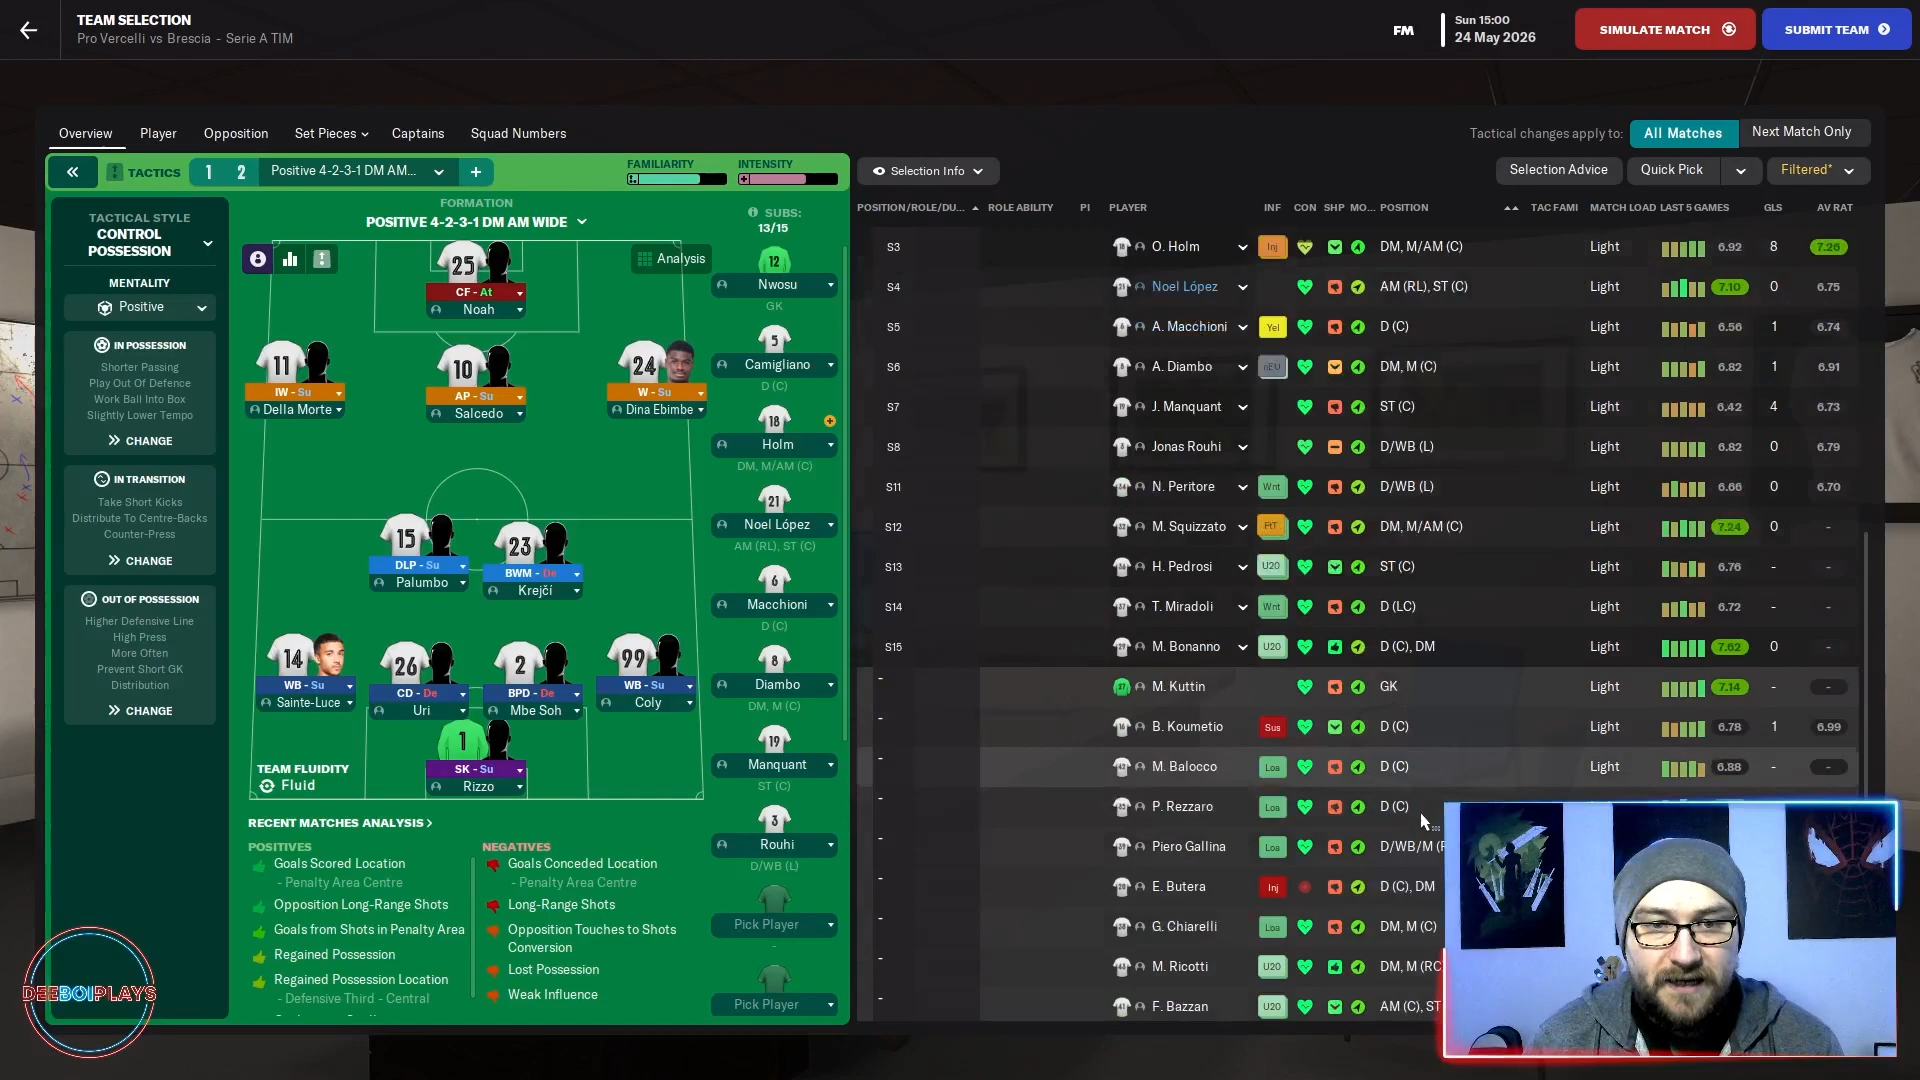 TEAM SELECTION
Pro Vercelli vs Brescia - Serie A TIM
FM
Sun 15:00
24 May 2026
SIMULATE MATCH
SUBMIT TEAM
Overview
Player
Opposition
Set Pieces
Captains
Squad Numbers
Tactical changes apply to:
All Matches
Next Match Only
TACTICS
1 2
Positive 4-2-3-1 DM AM...
+
FAMILIARITY
INTENSITY
Selection Info
Selection Advice
Quick Pick
Filtered*
TACTICAL STYLE
CONTROL
POSSESSION
MENTALITY
Positive
IN POSSESSION
Shorter Passing
Play Out Of Defence
Work Ball Into Box
Slightly Lower Tempo
CHANGE
IN TRANSITION
Take Short Kicks
Distribute To Centre-Backs
Counter-Press
CHANGE
OUT OF POSSESSION
Higher Defensive Line
High Press
More Often
Prevent Short GK
Distribution
CHANGE
FORMATION
POSITIVE 4-2-3-1 DM AM WIDE
Analysis
25
CF - At
Noah
11
IW - Su
Della Morte
10
AP - Su
Salcedo
24
W - Su
Dina Ebimbe
15
DLP - Su
Palumbo
23
BWM - De
Krejčí
14
WB - Su
Sainte-Luce
26
CD - De
Uri
2
BPD - De
Mbe Soh
99
WB - Su
Coly
1
SK - Su
Rizzo
TEAM FLUIDITY
Fluid
RECENT MATCHES ANALYSIS
POSITIVES
Goals Scored Location
- Penalty Area Centre
Opposition Long-Range Shots
Goals from Shots in Penalty Area
Regained Possession
Regained Possession Location
- Defensive Third - Central
NEGATIVES
Goals Conceded Location
- Penalty Area Centre
Long-Range Shots
Opposition Touches to Shots
Conversion
Lost Possession
Weak Influence
SUBS:
13/15
12
Nwosu
GK
5
Camigliano
D (C)
18
Holm
DM, M/AM (C)
21
Noel López
AM (RL), ST (C)
6
Macchioni
D (C)
8
Diambo
DM, M (C)
19
Manquant
ST (C)
3
Rouhi
D/WB (L)
Pick Player
-
Pick Player
POSITION/ROLE/DU... ROLE ABILITY PI PLAYER INF CON SHP MO... POSITION TAC FAMI MATCH LOAD LAST 5 GAMES GLS AV RAT
S3 O. Holm Inj DM, M/AM (C) Light 6.92 8 7.26
S4 Noel López AM (RL), ST (C) Light 7.10 0 6.75
S5 A. Macchioni Yel D (C) Light 6.56 1 6.74
S6 A. Diambo nEU DM, M (C) Light 6.82 1 6.91
S7 J. Manquant ST (C) Light 6.42 4 6.73
S8 Jonas Rouhi D/WB (L) Light 6.82 0 6.79
S11 N. Peritore Wnt D/WB (L) Light 6.66 0 6.70
S12 M. Squizzato DM, M/AM (C) Light 7.24 0 -
S13 H. Pedrosi U20 ST (C) Light 6.76 - -
S14 T. Miradoli Wnt D (LC) Light 6.72 - -
S15 M. Bonanno U20 D (C), DM Light 7.62 0 -
- M. Kuttin GK Light 7.14 - -
- B. Koumetio Sus D (C) Light 6.78 1 6.99
- M. Balocco Loa D (C) Light 6.88 - -
- P. Rezzaro Loa D (C)
- Piero Gallina Loa D/WB/M
- E. Butera Inj D (C), DM
- G. Chiarelli Loa DM, M (C)
- M. Ricotti U20 DM, M (RC
- F. Bazzan U20 AM (C), ST
DEEBOIPLAYS